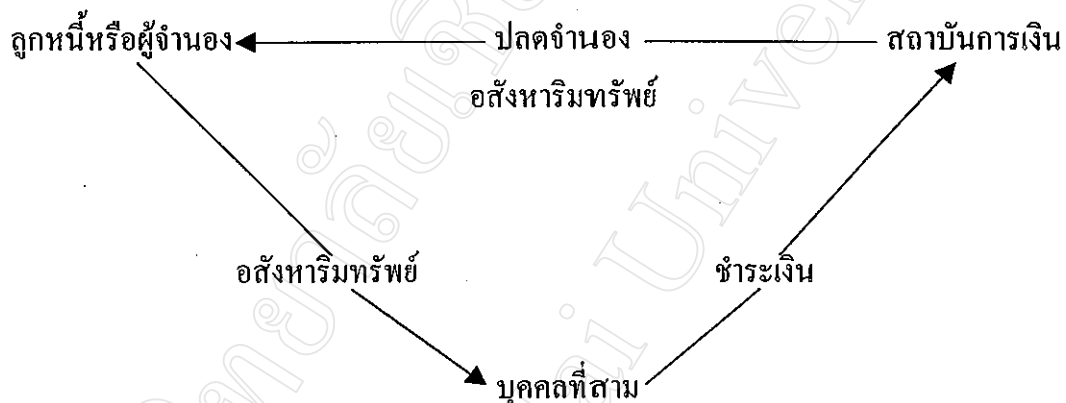 ลูกหนี้หรือผู้จำนอง ปลดจำนอง สถาบันการเงิน
อสังหาริมทรัพย์
อสังหาริมทรัพย์ ชำระเงิน
บุคคลที่สาม